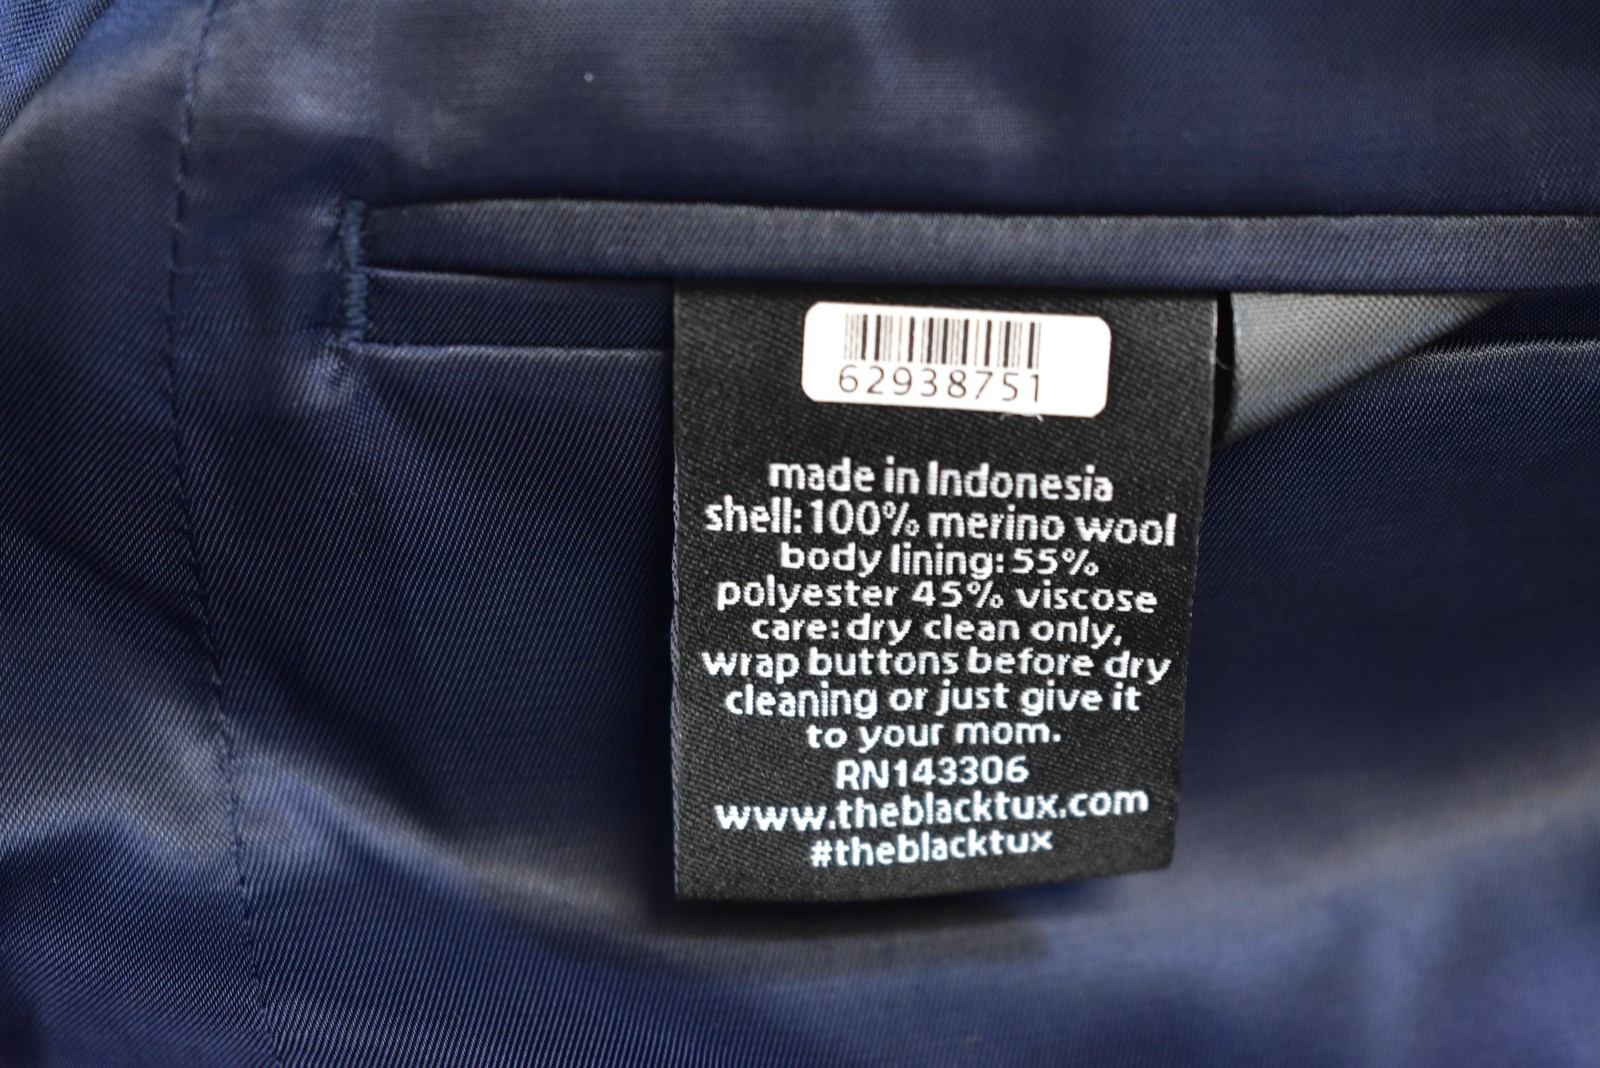 62938751
made in Indonesia
shell:100% merino wool
body lining: 55%
polyester 45% viscose
care: dry clean only,
wrap buttons before dry
cleaning or just give it
to your mom.
RN143306
www.theblacktux.com
#theblacktux